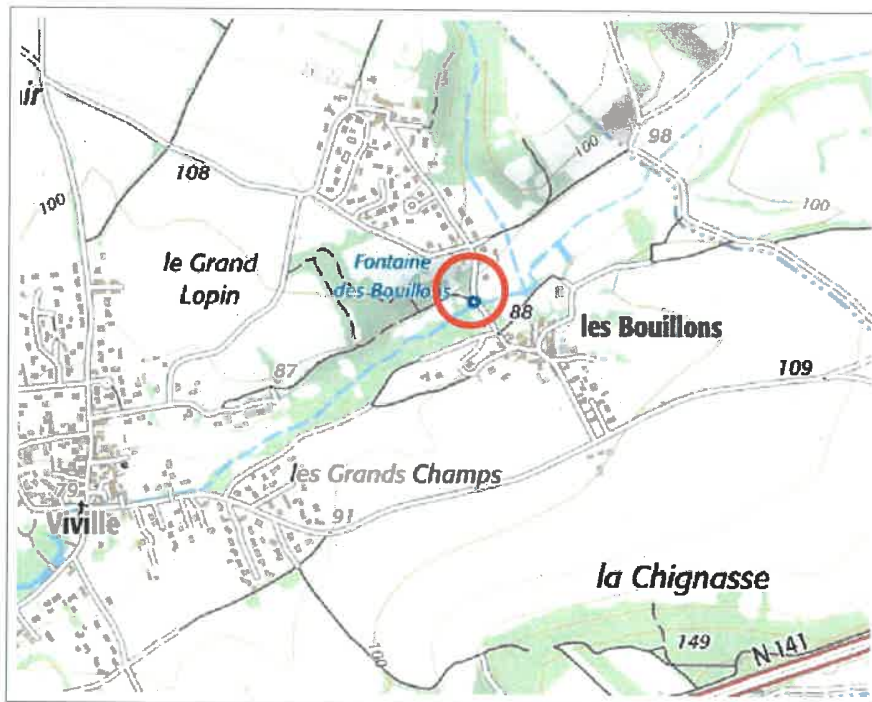 ir
98
100
108
100
100
le Grand
Lopin
Fontaine
des Bouillons
88
les Bouillons
109
87
les Grands Champs
79
Viville
91
la Chignasse
100
149
N 141